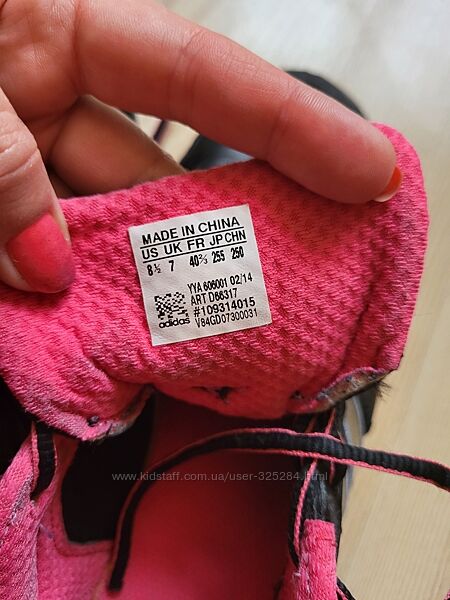 MADE IN CHINA
US UK FR JP CHN
8½ 7 40⅔ 255 250
YYA 606001 02/14
ART D66317
#109314015
V84GD07300031
adidas
www.kidstaff.com.ua/user-325284.html